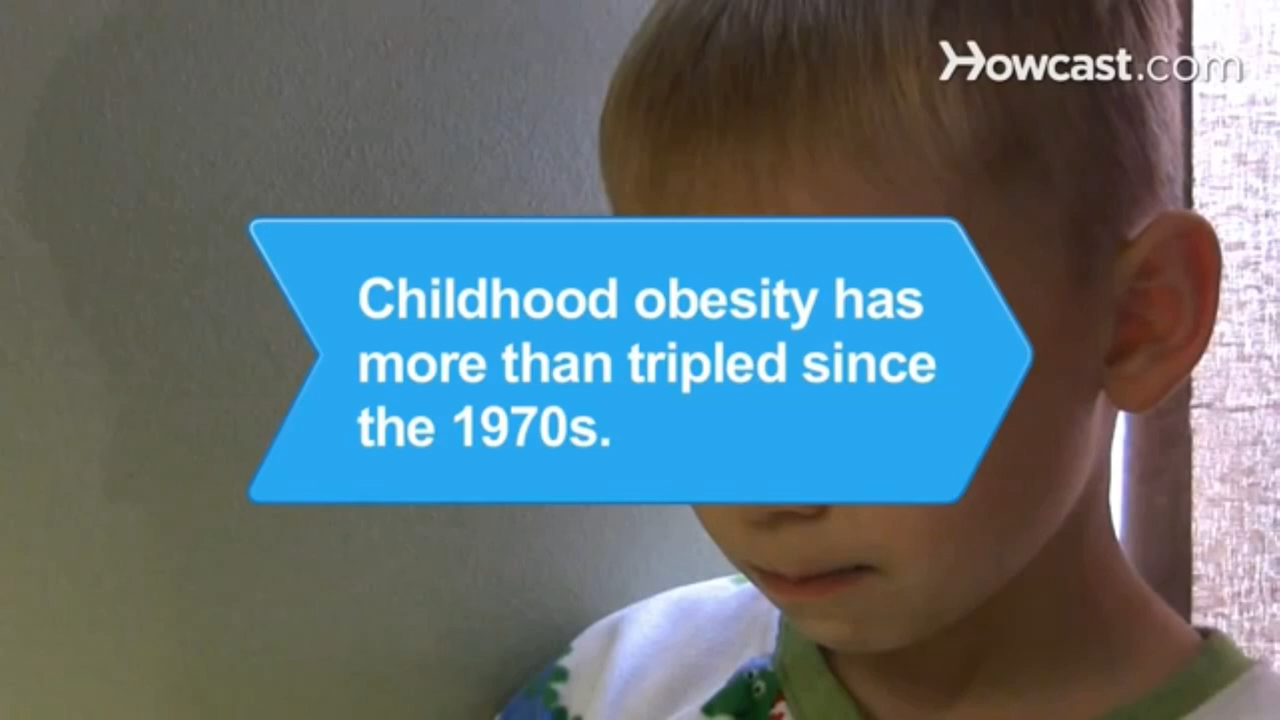 Howcast.com
Childhood obesity has
more than tripled since
the 1970s.